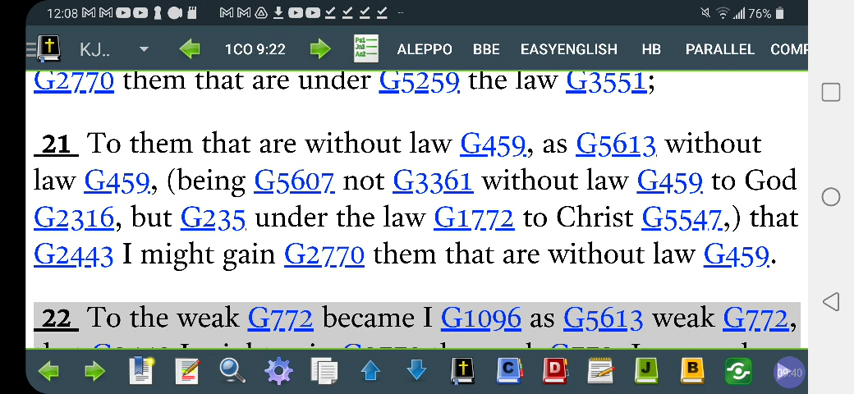 12:08 76%
KJ.. 1CO 9:22 ALEPPO BBE EASYENGLISH HB PARALLEL COMP
G2770 them that are under G5259 the law G3551;
21 To them that are without law G459, as G5613 without
law G459, (being G5607 not G3361 without law G459 to God
G2316, but G235 under the law G1772 to Christ G5547,) that
G2443 I might gain G2770 them that are without law G459.
22 To the weak G772 became I G1096 as G5613 weak G772,
C D J B 09:40